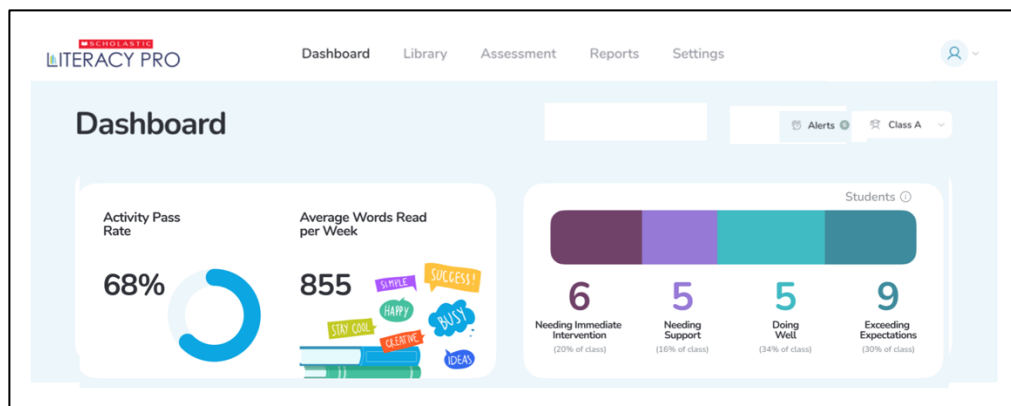 SCHOLASTIC
LITERACY PRO
Dashboard
Library
Assessment
Reports
Settings
Dashboard
Alerts
Class A
Activity Pass
Rate
68%
Average Words Read
per Week
855
SIMPLE
SUCCESS!
HAPPY
STAY COOL
BUSY
CREATIVE
IDEAS
Students
6
Needing Immediate
Intervention
(20% of class)
5
Needing
Support
(16% of class)
5
Doing
Well
(34% of class)
9
Exceeding
Expectations
(30% of class)